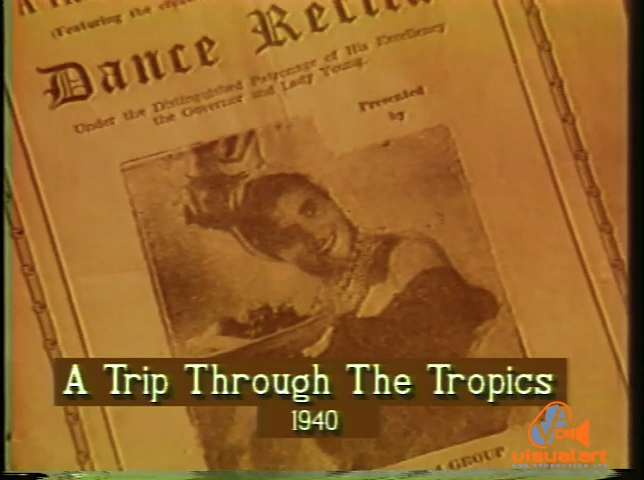 (Featuring the
Dance Recital
Under the Distinguished Patronage of His Excellency
the Governor and Lady Young.
Presented
by
A Trip Through The Tropics
1940
GROUP
visualart